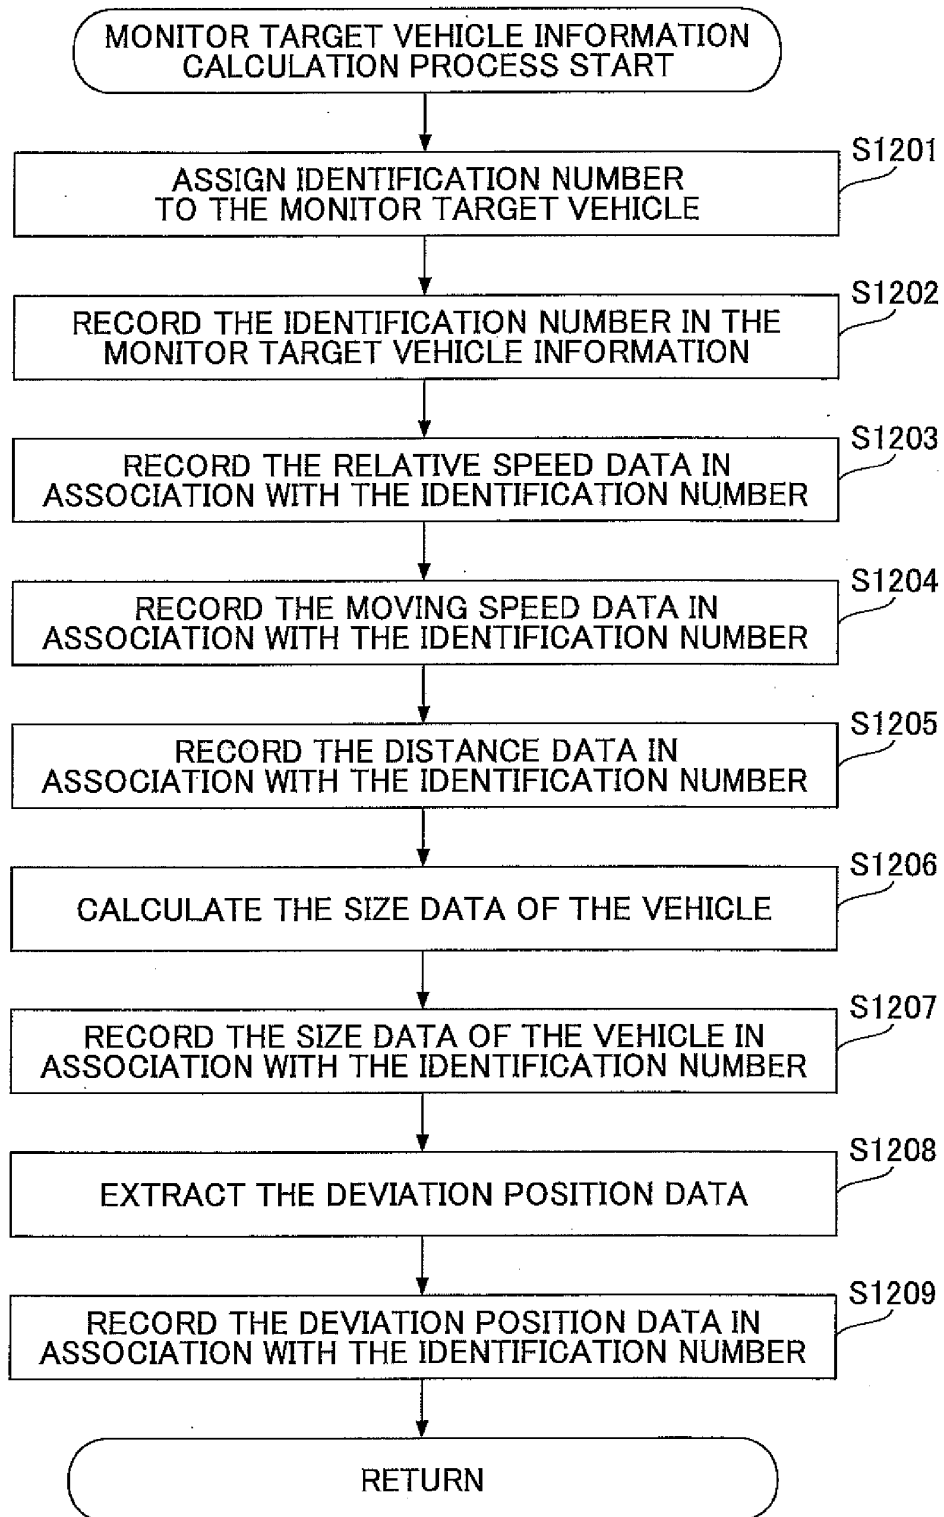 MONITOR TARGET VEHICLE INFORMATION
CALCULATION PROCESS START
S1201
ASSIGN IDENTIFICATION NUMBER
TO THE MONITOR TARGET VEHICLE
S1202
RECORD THE IDENTIFICATION NUMBER IN THE
MONITOR TARGET VEHICLE INFORMATION
S1203
RECORD THE RELATIVE SPEED DATA IN
ASSOCIATION WITH THE IDENTIFICATION NUMBER
S1204
RECORD THE MOVING SPEED DATA IN
ASSOCIATION WITH THE IDENTIFICATION NUMBER
S1205
RECORD THE DISTANCE DATA IN
ASSOCIATION WITH THE IDENTIFICATION NUMBER
S1206
CALCULATE THE SIZE DATA OF THE VEHICLE
S1207
RECORD THE SIZE DATA OF THE VEHICLE IN
ASSOCIATION WITH THE IDENTIFICATION NUMBER
S1208
EXTRACT THE DEVIATION POSITION DATA
S1209
RECORD THE DEVIATION POSITION DATA IN
ASSOCIATION WITH THE IDENTIFICATION NUMBER
RETURN